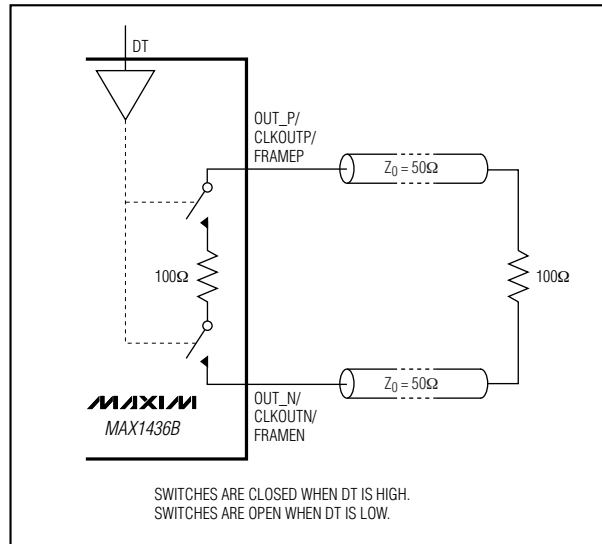 DT
OUT_P/
CLKOUTP/
FRAMEP
Z0 = 50Ω
100Ω
100Ω
Z0 = 50Ω
MAXIM
MAX1436B
OUT_N/
CLKOUTN/
FRAMEN
SWITCHES ARE CLOSED WHEN DT IS HIGH.
SWITCHES ARE OPEN WHEN DT IS LOW.